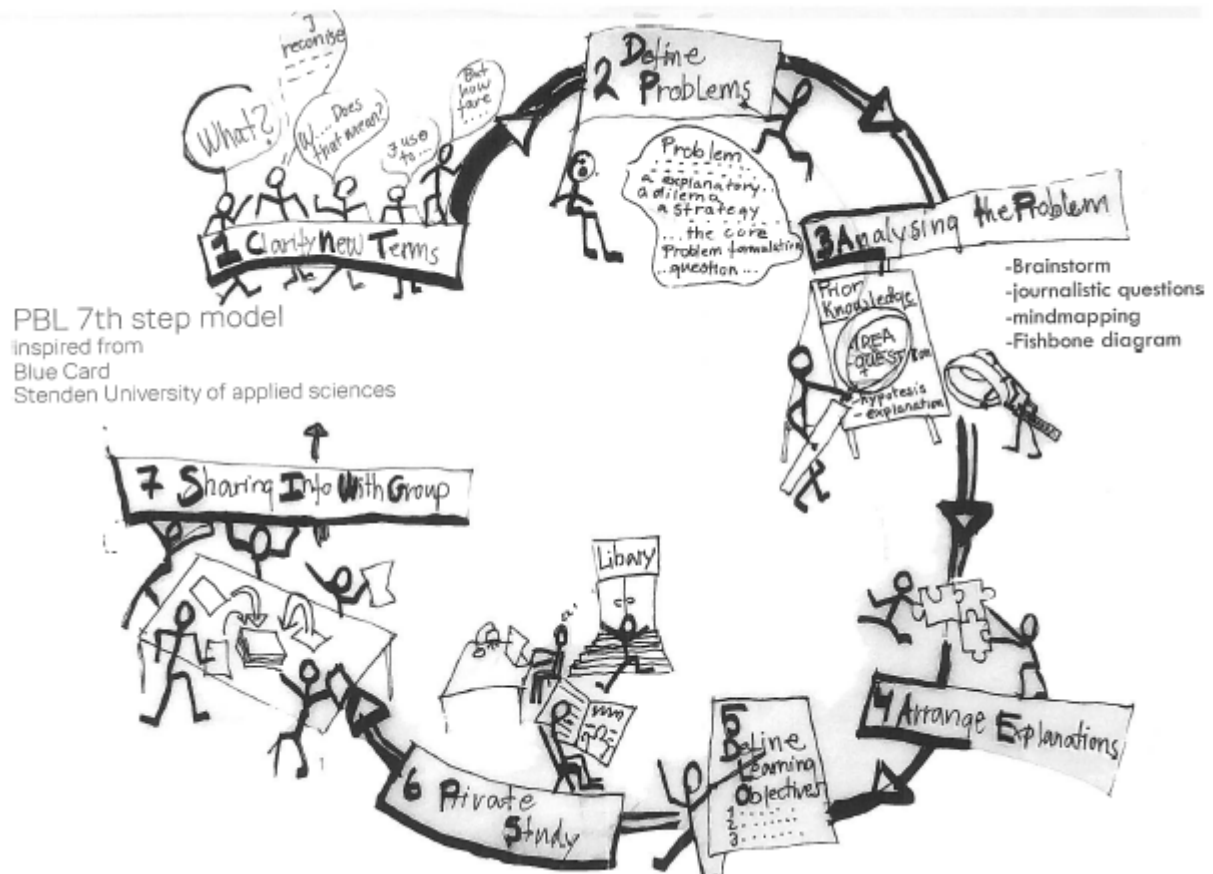 What?
I
reconise
a.... Does
that mean?
I use
to...
But
how
fare
1 Clarify New Terms
2 Define
Problems
Problem
a explanatory..
a dilema
a strategy
... the core
Problem formulation
...question...
3 Analysing the Problem
-Brainstorm
-journalistic questions
-mindmapping
-Fishbone diagram
Prior
Knowledge
IDEA
QUESTION
+
-hypotesis
- explanation
PBL 7th step model
inspired from
Blue Card
Stenden University of applied sciences
4 Arrange Explanations
5
Define
Learning
Objectives
1.......
2.......
3.......
6 Private
Study
Libary
7 Sharing Info With Group